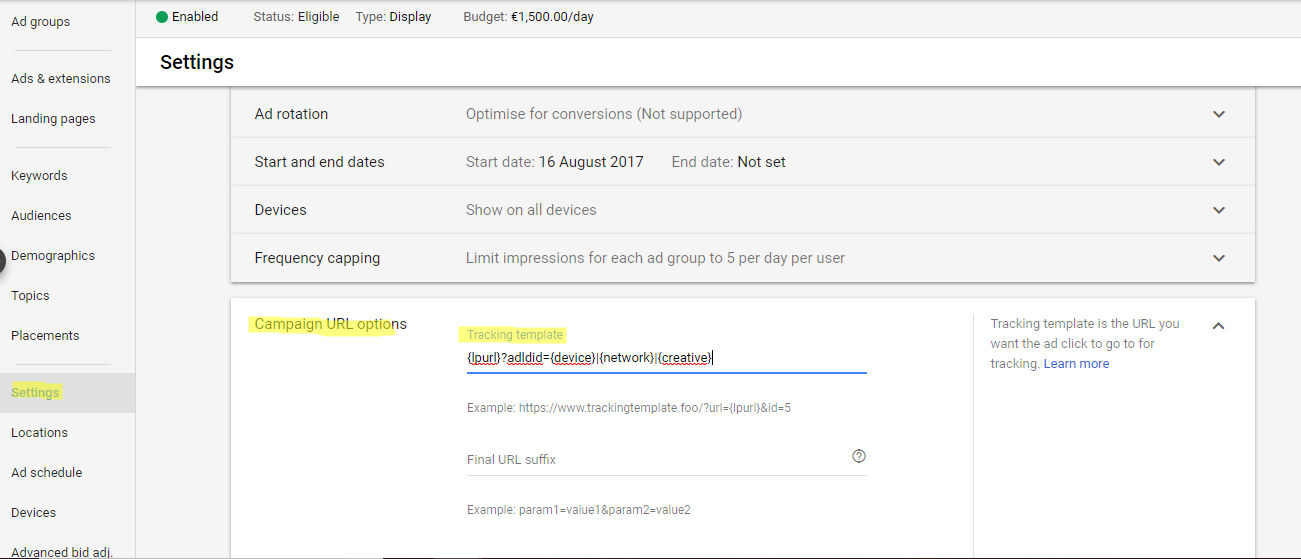 Ad groups
Enabled Status: Eligible Type: Display Budget: €1,500.00/day
Settings
Ads & extensions
Landing pages
Keywords
Audiences
Demographics
Topics
Placements
Settings
Locations
Ad schedule
Devices
Advanced bid adj.
Ad rotation Optimise for conversions (Not supported)
Start and end dates Start date: 16 August 2017 End date: Not set
Devices Show on all devices
Frequency capping Limit impressions for each ad group to 5 per day per user
Campaign URL options
Tracking template
{lpurl}?adldid={device}|{network}|{creative}
Example: https://www.trackingtemplate.foo/?url={lpurl}&id=5
Final URL suffix
Example: param1=value1&param2=value2
Tracking template is the URL you
want the ad click to go to for
tracking. Learn more